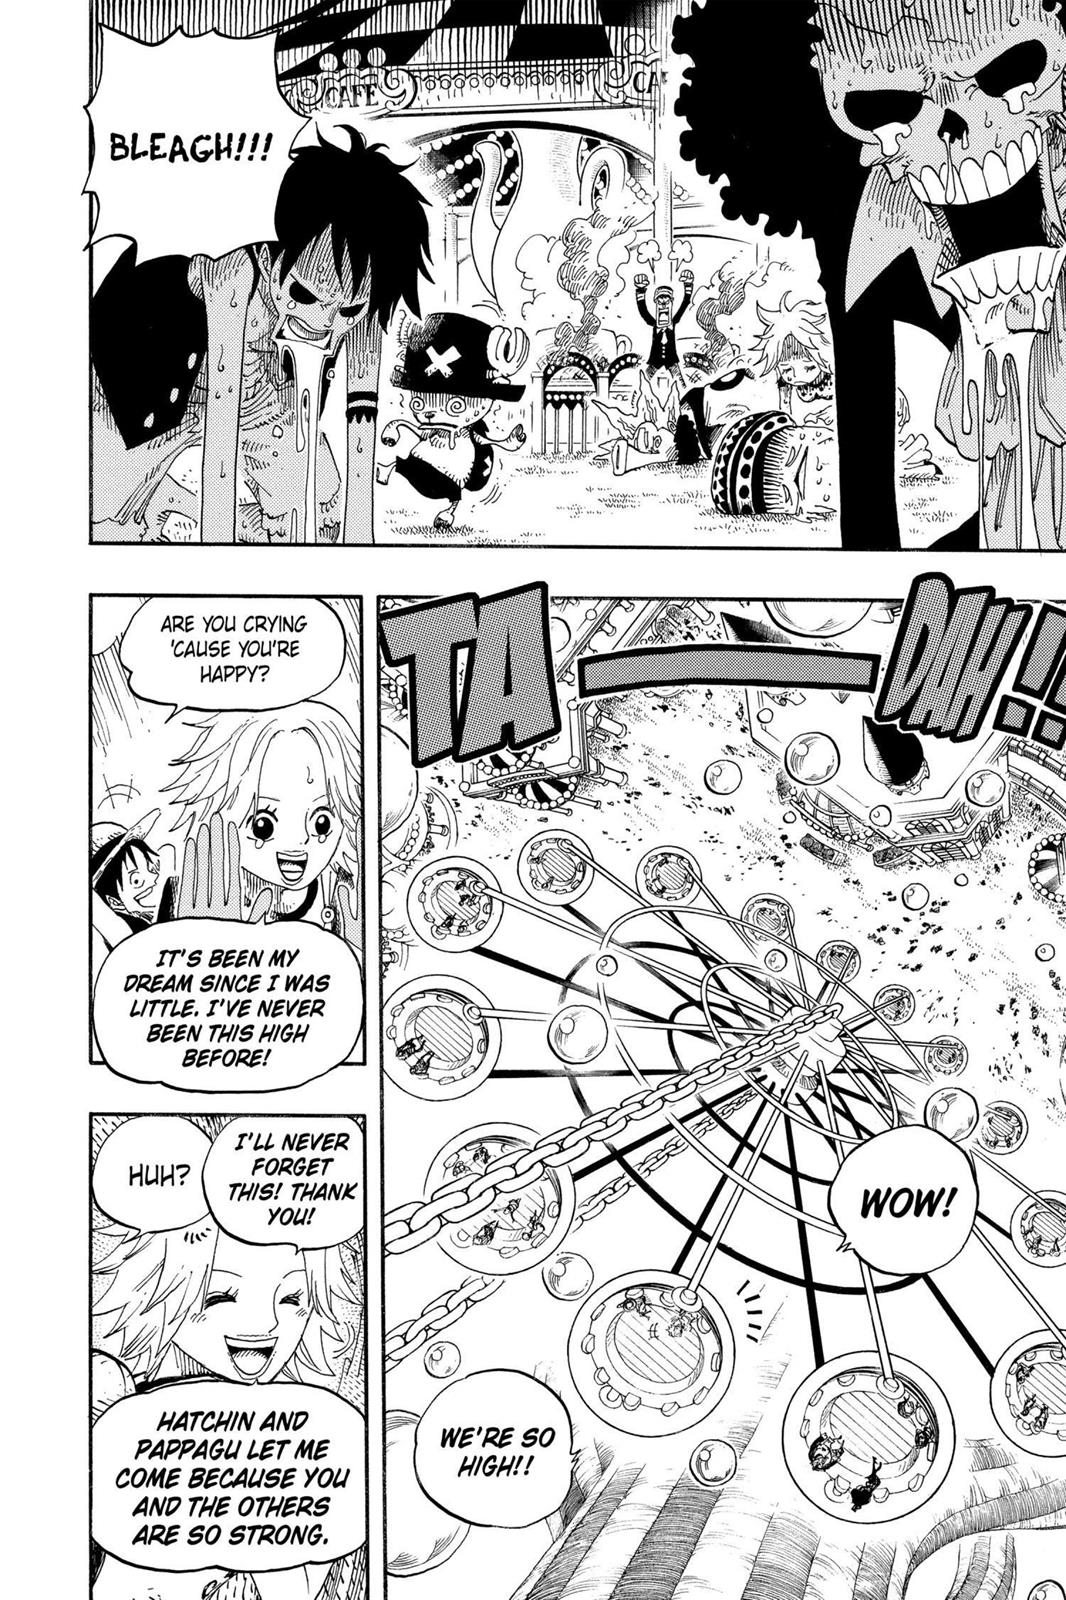 CAFE
CAFE
BLEAGH!!!
TA
DAH!!
WOW!
WE'RE SO
HIGH!!
ARE YOU CRYING
'CAUSE YOU'RE
HAPPY?
IT'S BEEN MY
DREAM SINCE I WAS
LITTLE. I'VE NEVER
BEEN THIS HIGH
BEFORE!
I'LL NEVER
FORGET
THIS! THANK
YOU!
HUH?
HATCHIN AND
PAPPAGU LET ME
COME BECAUSE YOU
AND THE OTHERS
ARE SO STRONG.